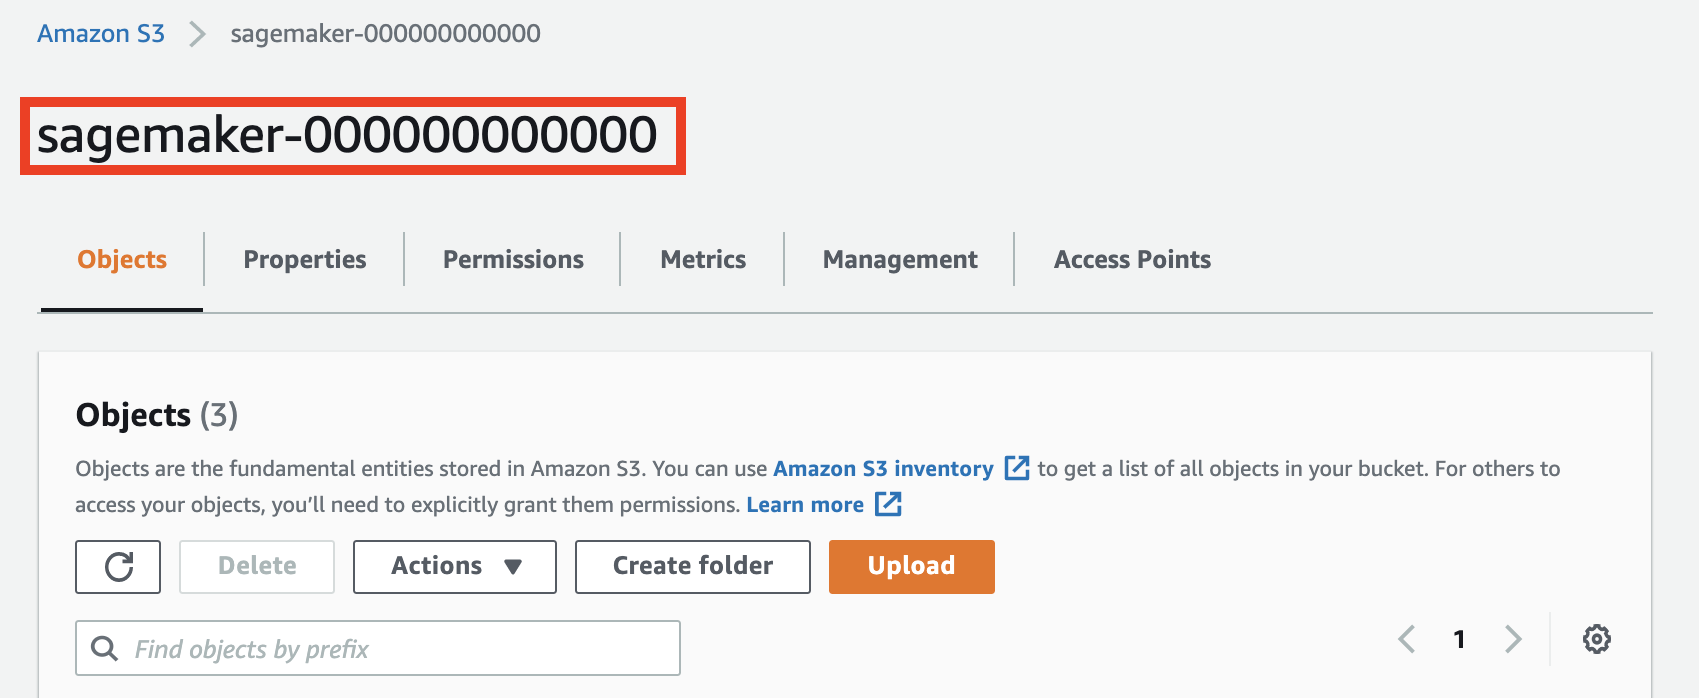 Amazon S3 > sagemaker-000000000000
sagemaker-000000000000
Objects Properties Permissions Metrics Management Access Points
Objects (3)
Objects are the fundamental entities stored in Amazon S3. You can use Amazon S3 inventory to get a list of all objects in your bucket. For others to
access your objects, you’ll need to explicitly grant them permissions. Learn more
Delete Actions Create folder Upload
Find objects by prefix 1